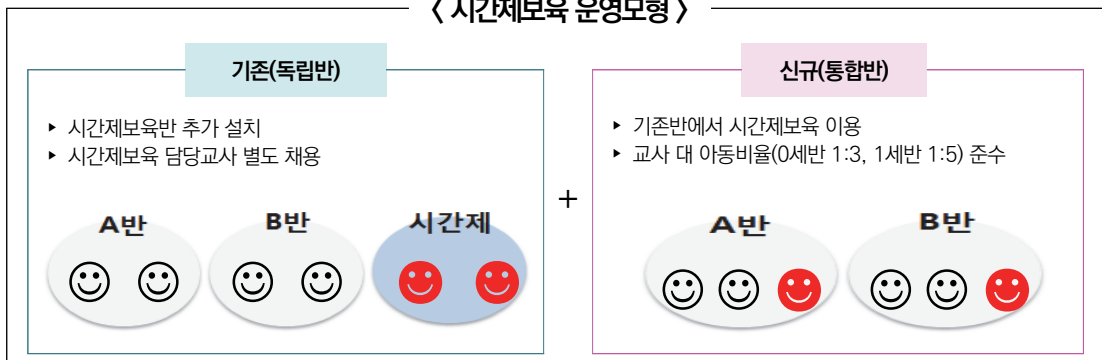 < 시간제보육 운영모형 >
기존(독립반)
▸ 시간제보육반 추가 설치
▸ 시간제보육 담당교사 별도 채용
A반
B반
시간제
+
신규(통합반)
▸ 기존반에서 시간제보육 이용
▸ 교사 대 아동비율(0세반 1:3, 1세반 1:5) 준수
A반
B반